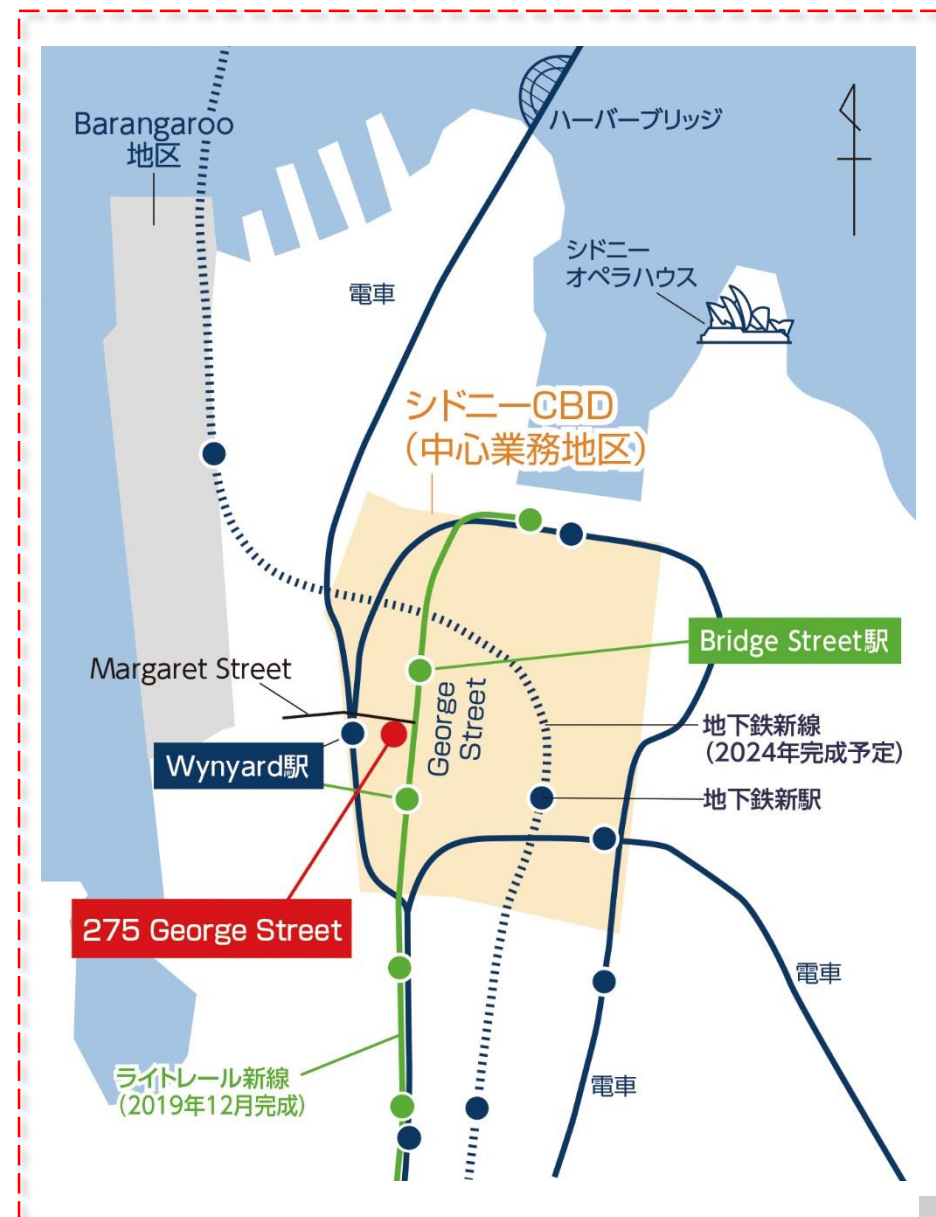 Barangaroo
地区
ハーバーブリッジ
シドニー
オペラハウス
電車
シドニーCBD
（中心業務地区）
Bridge Street駅
Margaret Street
George
Street
地下鉄新線
（2024年完成予定）
Wynyard駅
地下鉄新駅
275 George Street
電車
ライトレール新線
（2019年12月完成）
電車